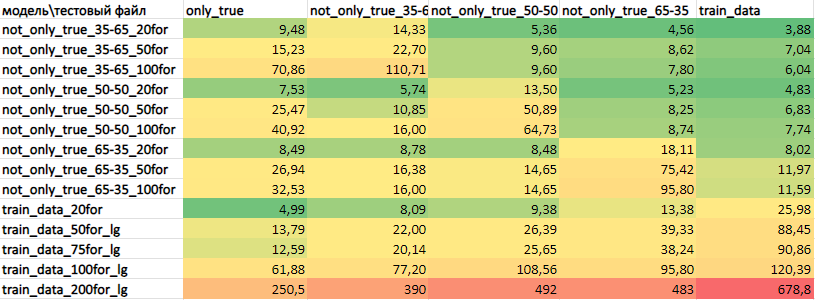 модель\тестовый файл only_true not_only_true_35-6 not_only_true_50-50 not_only_true_65-35 train_data
not_only_true_35-65_20for 9,48 14,33 5,36 4,56 3,88
not_only_true_35-65_50for 15,23 22,70 9,60 8,62 7,04
not_only_true_35-65_100for 70,86 110,71 9,60 7,80 6,04
not_only_true_50-50_20for 7,53 5,74 13,50 5,23 4,83
not_only_true_50-50_50for 25,47 10,85 50,89 8,25 6,83
not_only_true_50-50_100for 40,92 16,00 64,73 8,74 7,74
not_only_true_65-35_20for 8,49 8,78 8,48 18,11 8,02
not_only_true_65-35_50for 26,94 16,38 14,65 75,42 11,97
not_only_true_65-35_100for 32,53 16,00 14,65 95,80 11,59
train_data_20for 4,99 8,09 9,38 13,38 25,98
train_data_50for_lg 13,79 22,00 26,39 39,33 88,45
train_data_75for_lg 12,59 20,14 25,65 38,24 90,86
train_data_100for_lg 61,88 77,20 108,56 95,80 120,39
train_data_200for_lg 250,5 390 492 483 678,8